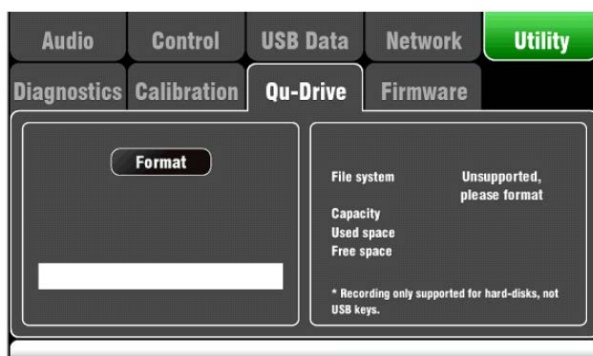 Audio Control USB Data Network Utility
Diagnostics Calibration Qu-Drive Firmware
Format
File system Unsupported,
please format
Capacity
Used space
Free space
* Recording only supported for hard-disks, not
USB keys.